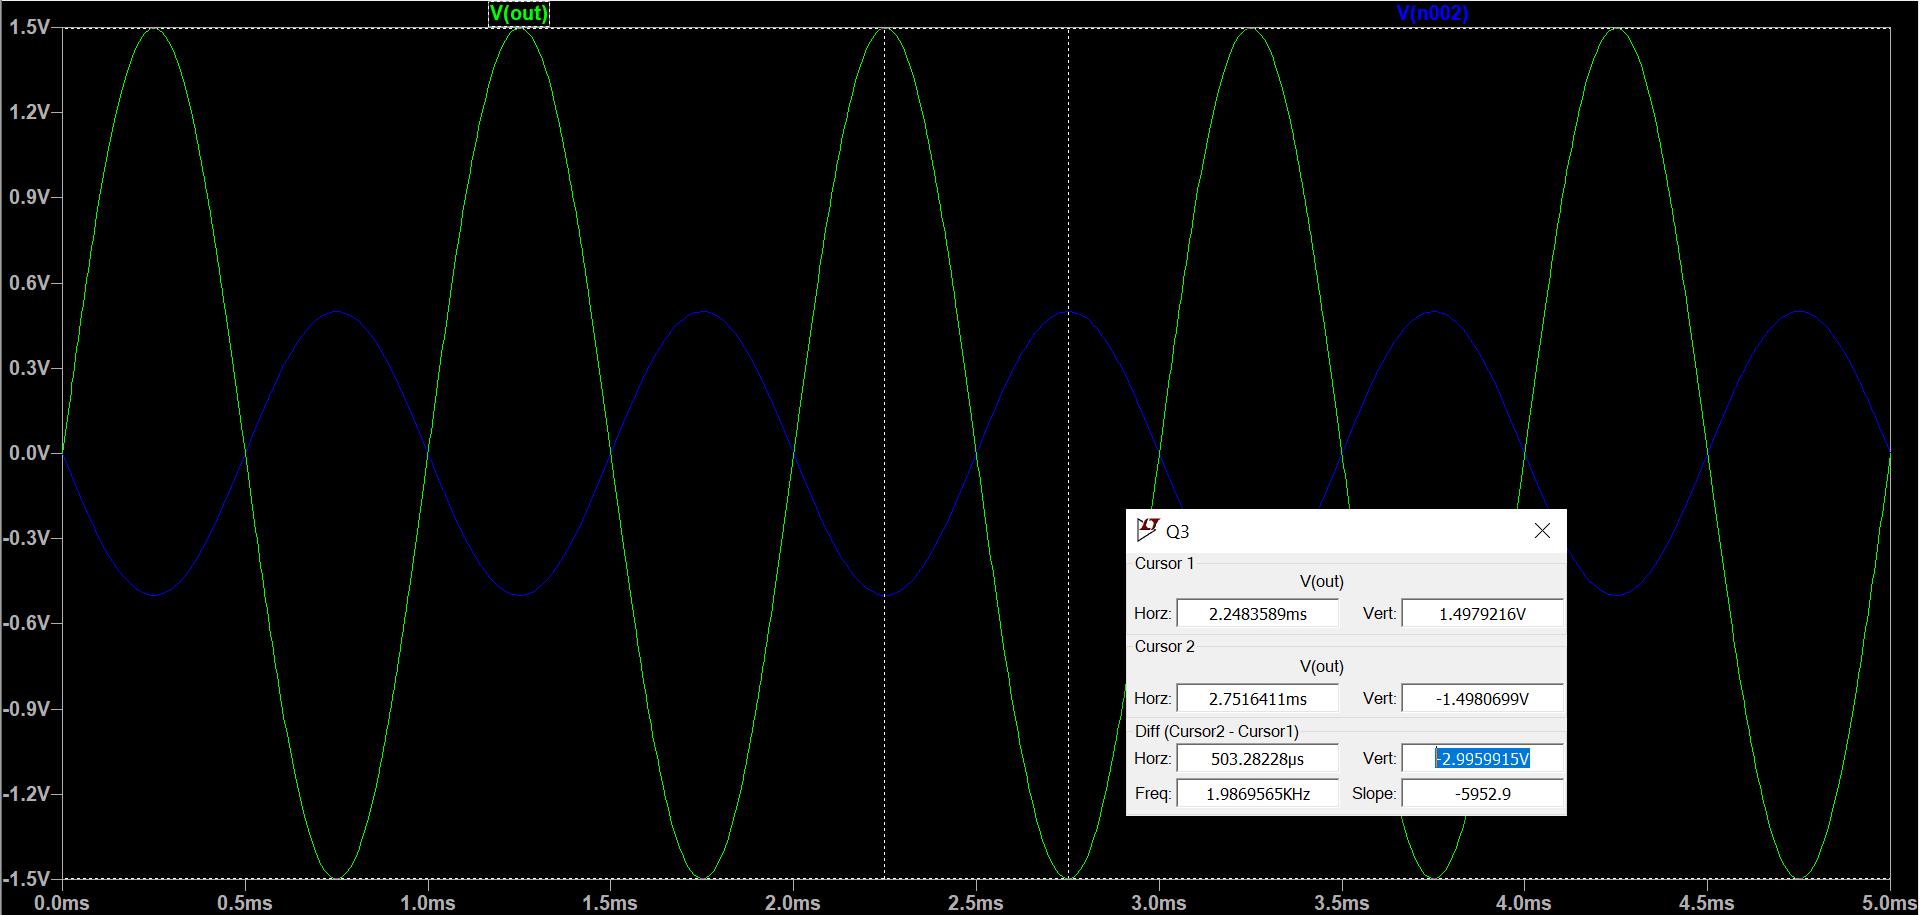 V(out) V(n002)
1.5V
1.2V
0.9V
0.6V
0.3V
0.0V
-0.3V
-0.6V
-0.9V
-1.2V
-1.5V
0.0ms 0.5ms 1.0ms 1.5ms 2.0ms 2.5ms 3.0ms 3.5ms 4.0ms 4.5ms 5.0ms
Q3
Cursor 1
V(out)
Horz: 2.2483589ms Vert: 1.4979216V
Cursor 2
V(out)
Horz: 2.7516411ms Vert: -1.4980699V
Diff (Cursor2 - Cursor1)
Horz: 503.28228µs Vert: -2.9959915V
Freq: 1.9869565KHz Slope: -5952.9